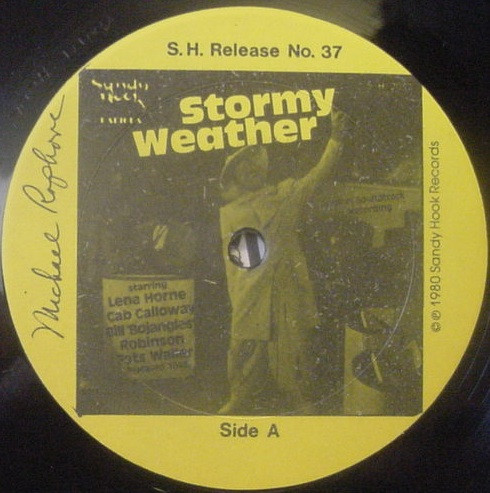 S.H. Release No. 37
Sandy
Hook
Stormy
Weather
starring
Lena Horne
Cab Calloway
Bill Bojangles
Robinson
Fats Waller
Michael
© ℗ 1980 Sandy Hook Records
Side A